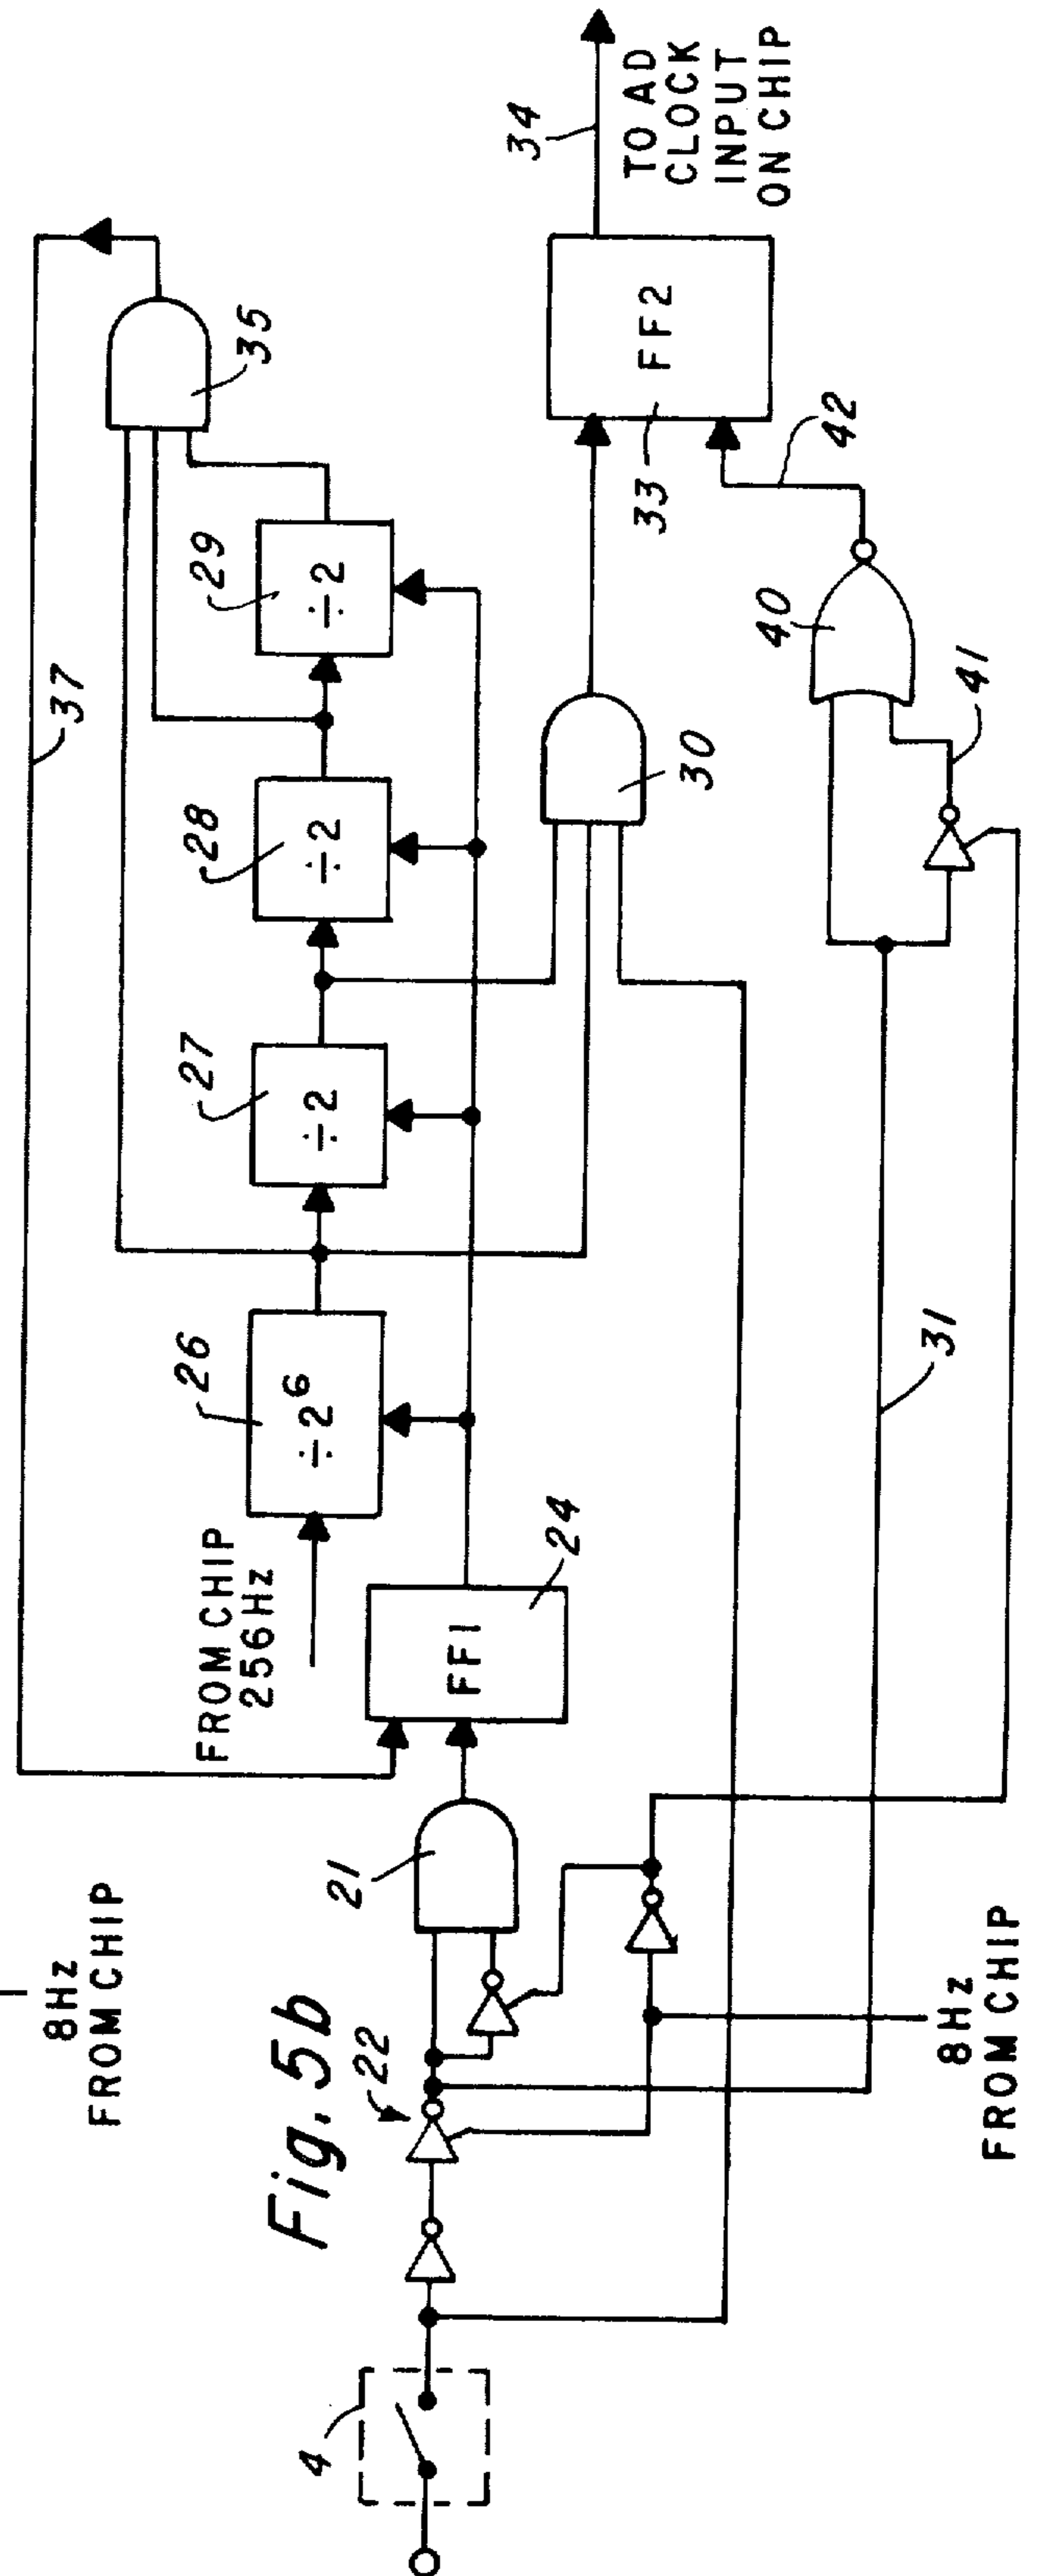 8Hz
FROM CHIP
Fig. 5b
4
22
21
FROM CHIP
256Hz
FF1
24
26
÷2⁶
27
÷2
28
÷2
29
÷2
37
35
30
31
8Hz
FROM CHIP
40
41
42
33
FF2
34
TO AD
CLOCK
INPUT
ON CHIP